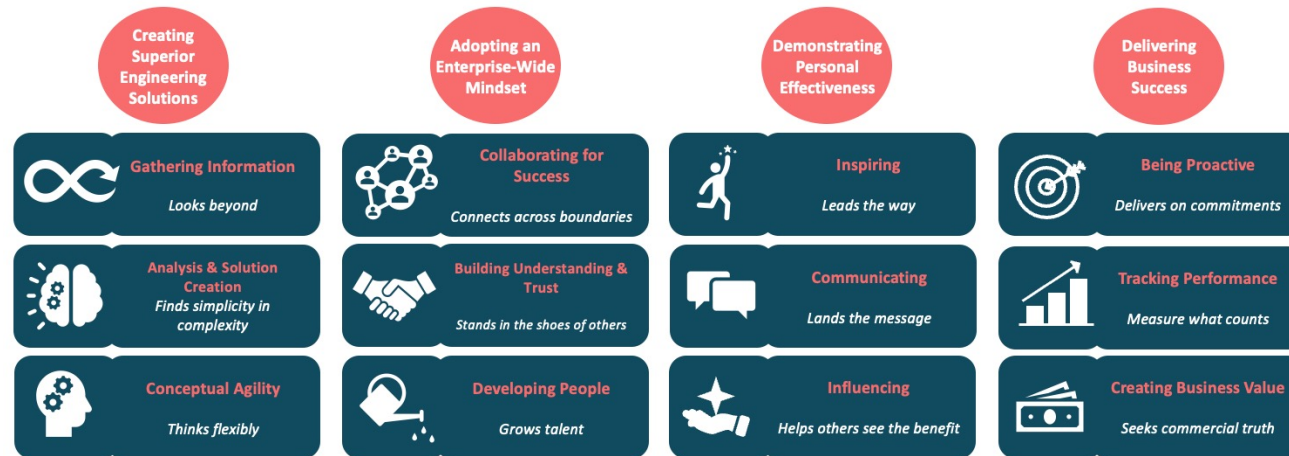 Creating
Superior
Engineering
Solutions
Gathering Information
Looks beyond
Analysis & Solution
Creation
Finds simplicity in
complexity
Conceptual Agility
Thinks flexibly
Adopting an
Enterprise-Wide
Mindset
Collaborating for
Success
Connects across boundaries
Building Understanding &
Trust
Stands in the shoes of others
Developing People
Grows talent
Demonstrating
Personal
Effectiveness
Inspiring
Leads the way
Communicating
Lands the message
Influencing
Helps others see the benefit
Delivering
Business
Success
Being Proactive
Delivers on commitments
Tracking Performance
Measure what counts
Creating Business Value
Seeks commercial truth